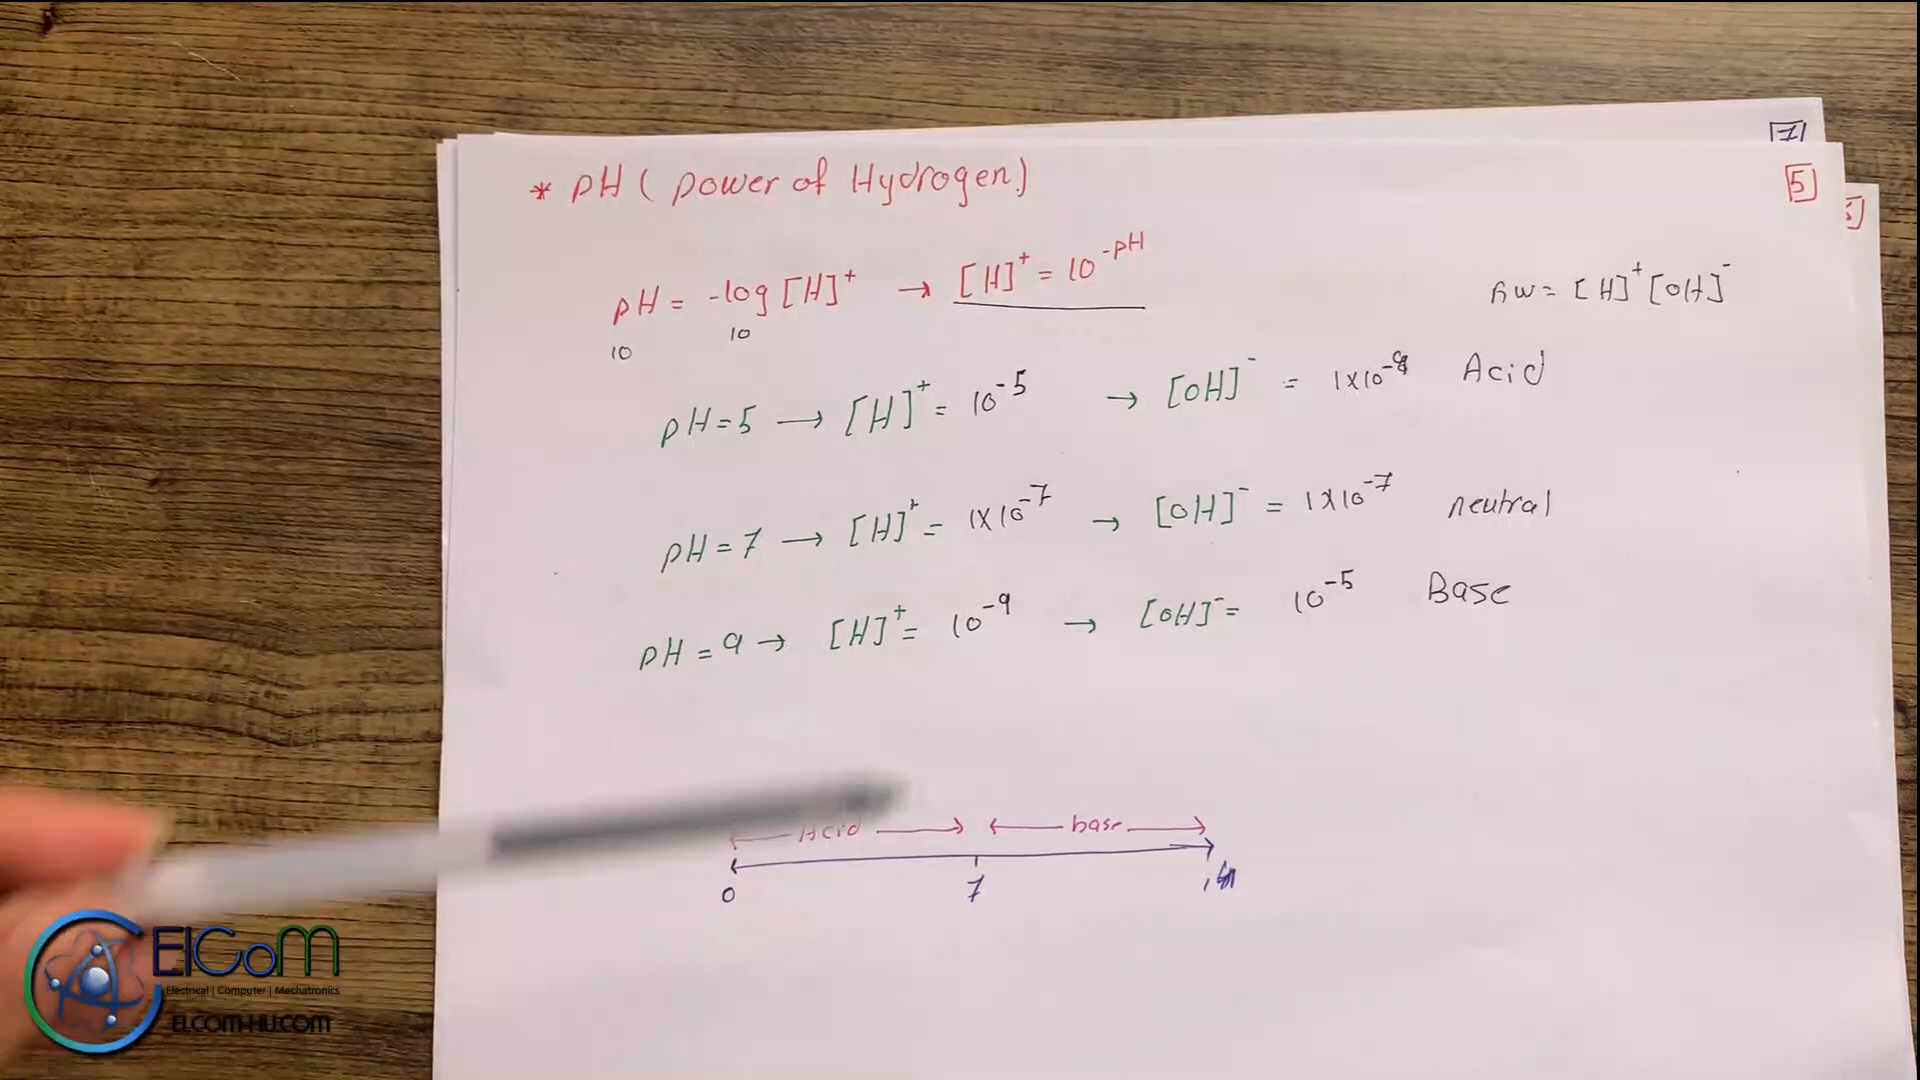 7
* pH ( power of Hydrogen)
5
pH = -log [H]⁺ → [H]⁺ = 10^-pH
10 10
[H]⁺ [OH]⁻
pH = 5 → [H]⁺ = 10⁻⁵ → [OH]⁻ = 1x10⁻⁹ Acid
pH = 7 → [H]⁺ = 1x10⁻⁷ → [OH]⁻ = 1x10⁻⁷ neutral
pH = 9 → [H]⁺ = 10⁻⁹ → [OH]⁻ = 10⁻⁵ Base
Acid base
0 7
ElCoM
Electrical | Computer | Mechatronics
ELCOM-HU.COM